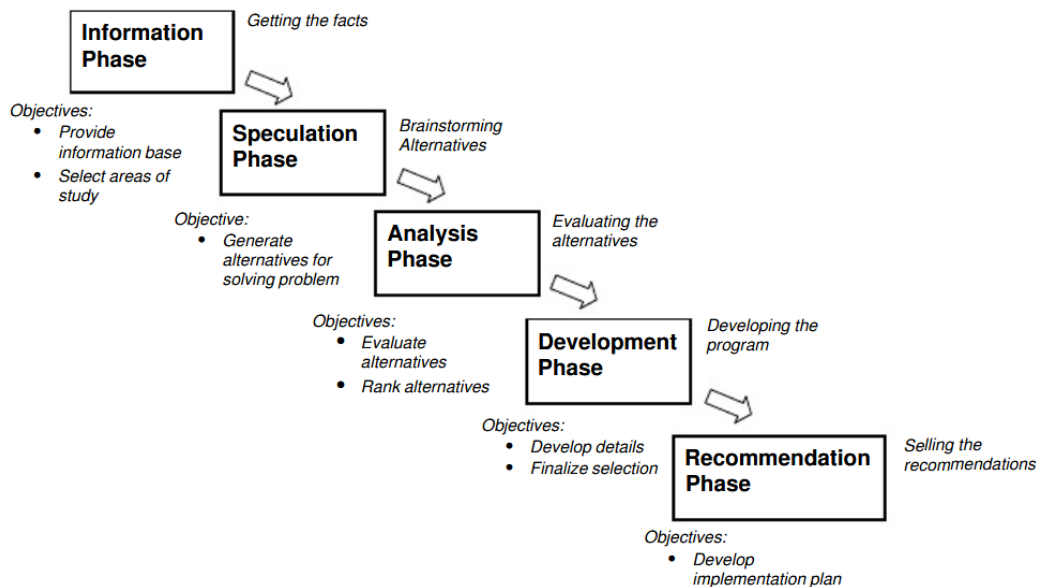 Information
Phase
Getting the facts
Objectives:
• Provide
information base
• Select areas of
study
Speculation
Phase
Brainstorming
Alternatives
Objective:
• Generate
alternatives for
solving problem
Analysis
Phase
Evaluating the
alternatives
Objectives:
• Evaluate
alternatives
• Rank alternatives
Development
Phase
Developing the
program
Objectives:
• Develop details
• Finalize selection
Recommendation
Phase
Selling the
recommendations
Objectives:
• Develop
implementation plan